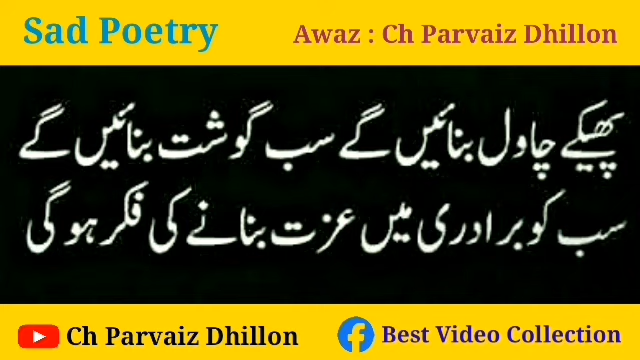 Sad Poetry
Awaz : Ch Parvaiz Dhillon
پھیکے چاول بنائیں گے سب گوشت بنائیں گے
سب کو برادری میں عزت بنانے کی فکر ہو گی
Ch Parvaiz Dhillon
Best Video Collection